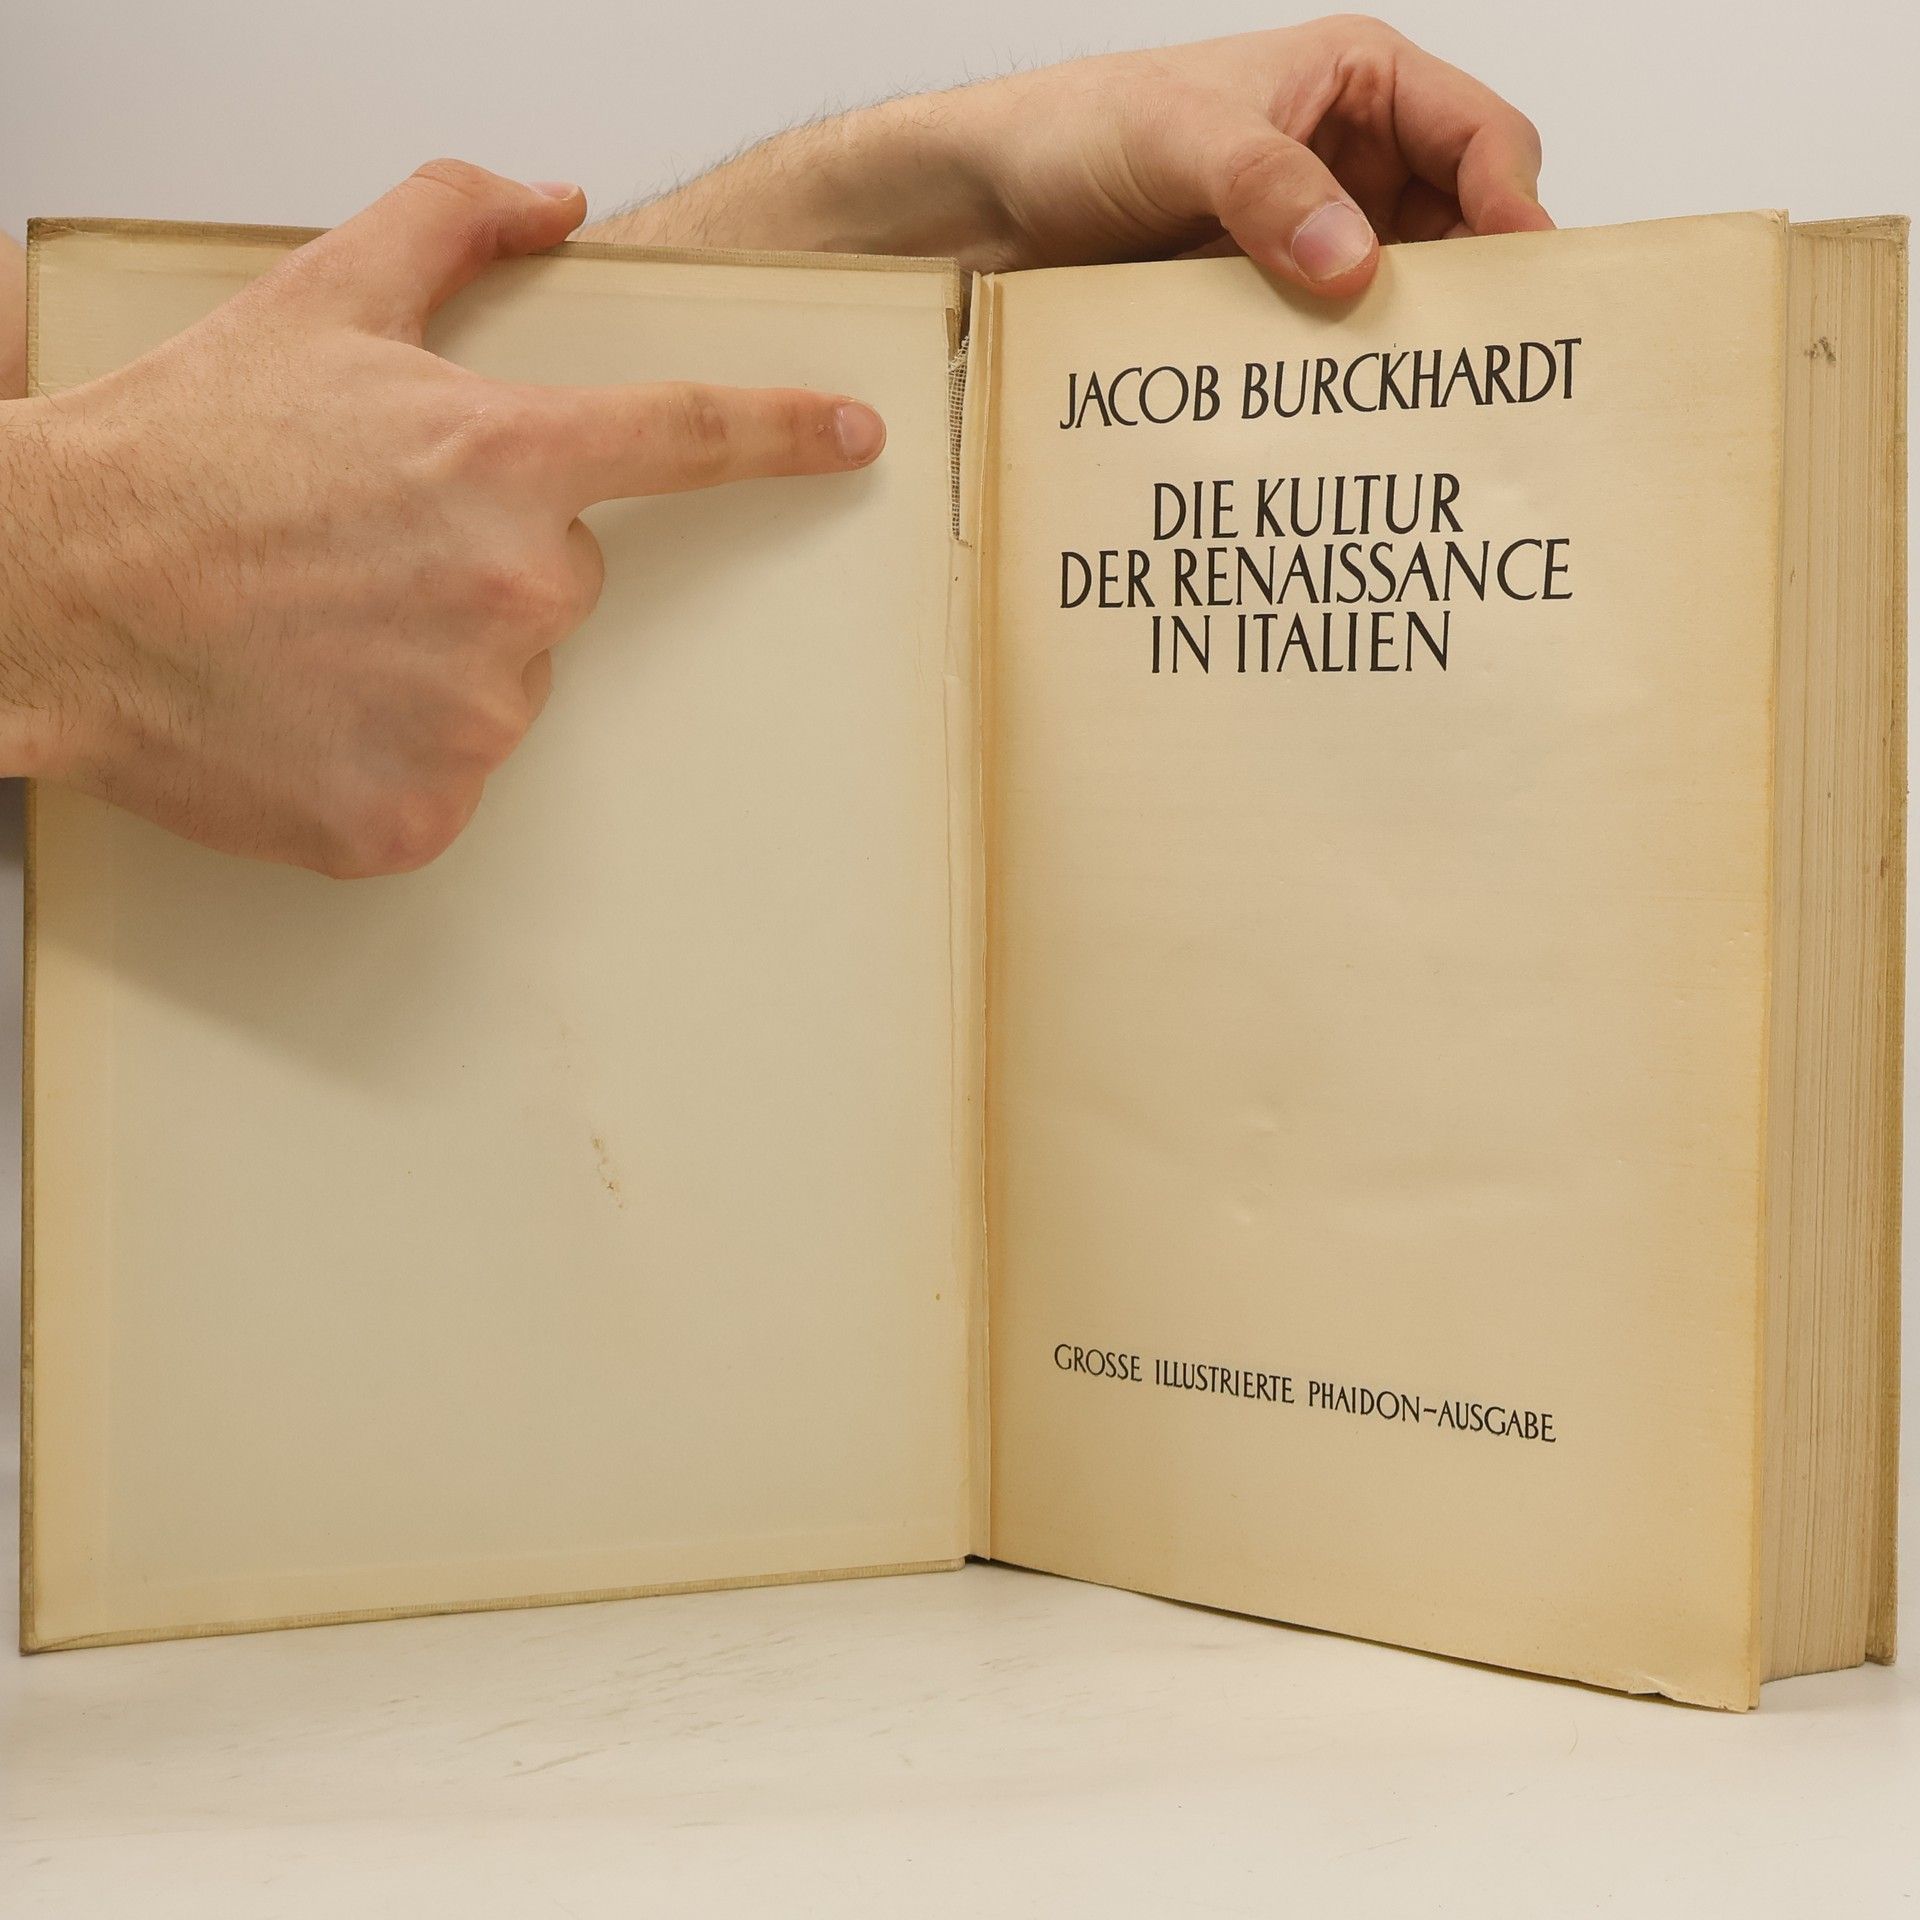 JACOB BURCKHARDT
DIE KULTUR
DER RENAISSANCE
IN ITALIEN
GROSSE ILLUSTRIERTE PHAIDON-AUSGABE